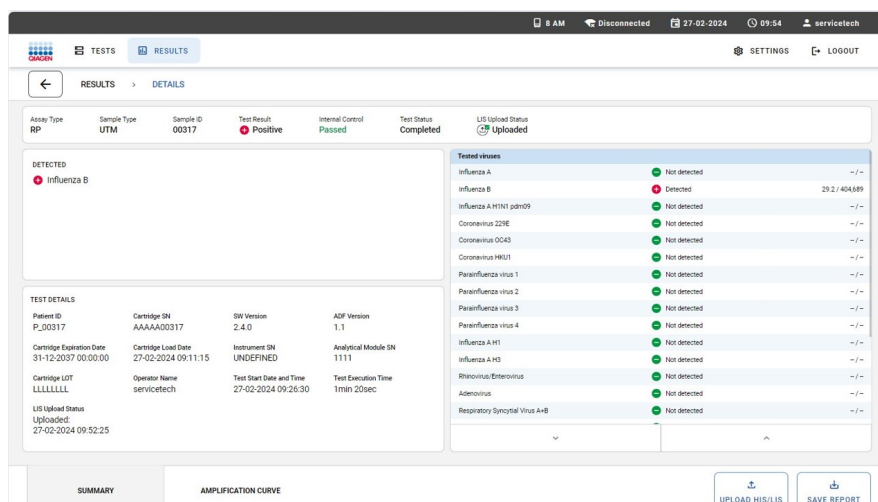 8 AM Disconnected 27-02-2024 09:54 servicetech
QIAGEN TESTS RESULTS SETTINGS LOGOUT
RESULTS > DETAILS
Assay Type Sample Type Sample ID Test Result Internal Control Test Status LIS Upload Status
RP UTM 00317 Positive Passed Completed Uploaded
DETECTED
Influenza B
TEST DETAILS
Patient ID Cartridge SN SW Version ADF Version
P_00317 AAAAA00317 2.4.0 1.1
Cartridge Expiration Date Cartridge Load Date Instrument SN Analytical Module SN
31-12-2037 00:00:00 27-02-2024 09:11:15 UNDEFINED 1111
Cartridge LOT Operator Name Test Start Date and Time Test Execution Time
LLLLLLLL servicetech 27-02-2024 09:26:30 1min 20sec
LIS Upload Status
Uploaded:
27-02-2024 09:52:25
Tested viruses
Influenza A Not detected – / –
Influenza B Detected 29.2 / 404,689
Influenza A H1N1 pdm09 Not detected – / –
Coronavirus 229E Not detected – / –
Coronavirus OC43 Not detected – / –
Coronavirus HKU1 Not detected – / –
Parainfluenza virus 1 Not detected – / –
Parainfluenza virus 2 Not detected – / –
Parainfluenza virus 3 Not detected – / –
Parainfluenza virus 4 Not detected – / –
Influenza A H1 Not detected – / –
Influenza A H3 Not detected – / –
Rhinovirus/Enterovirus Not detected – / –
Adenovirus Not detected – / –
Respiratory Syncytial Virus A+B Not detected – / –
SUMMARY AMPLIFICATION CURVE UPLOAD HIS/LIS SAVE REPORT